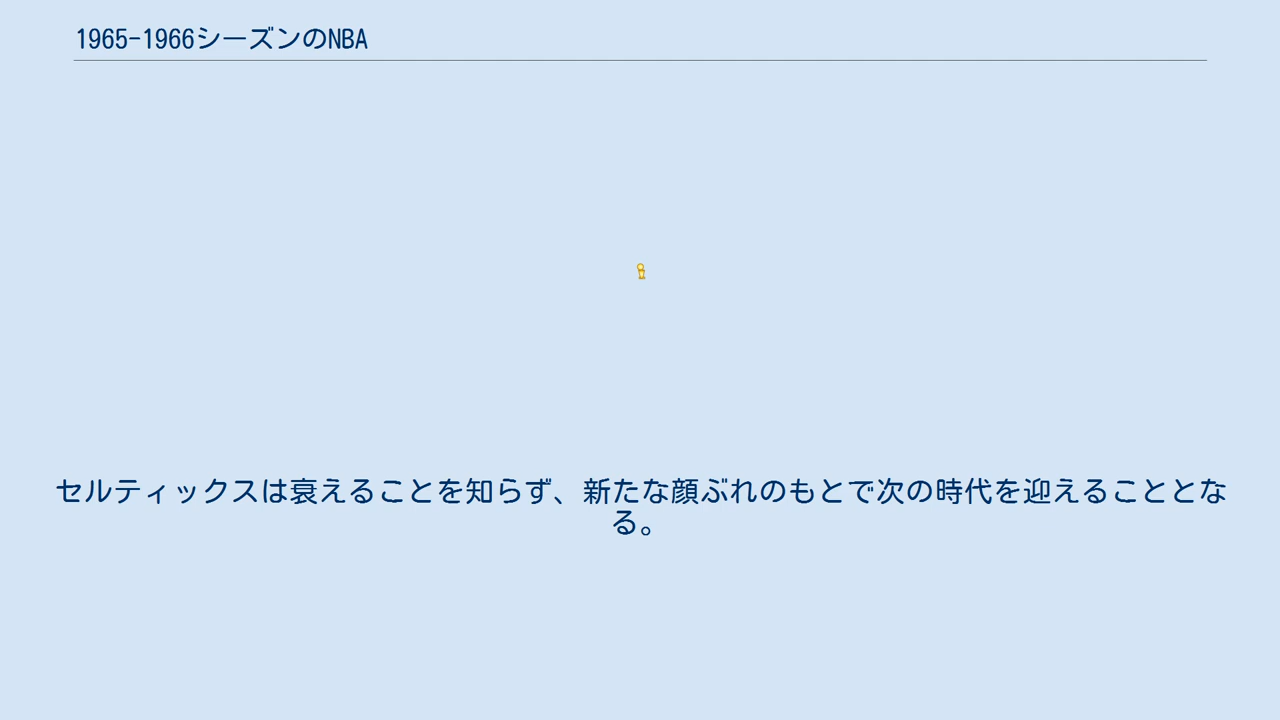 1965-1966シーズンのNBA
セルティックスは衰えることを知らず、新たな顔ぶれのもとで次の時代を迎えることとな
る。